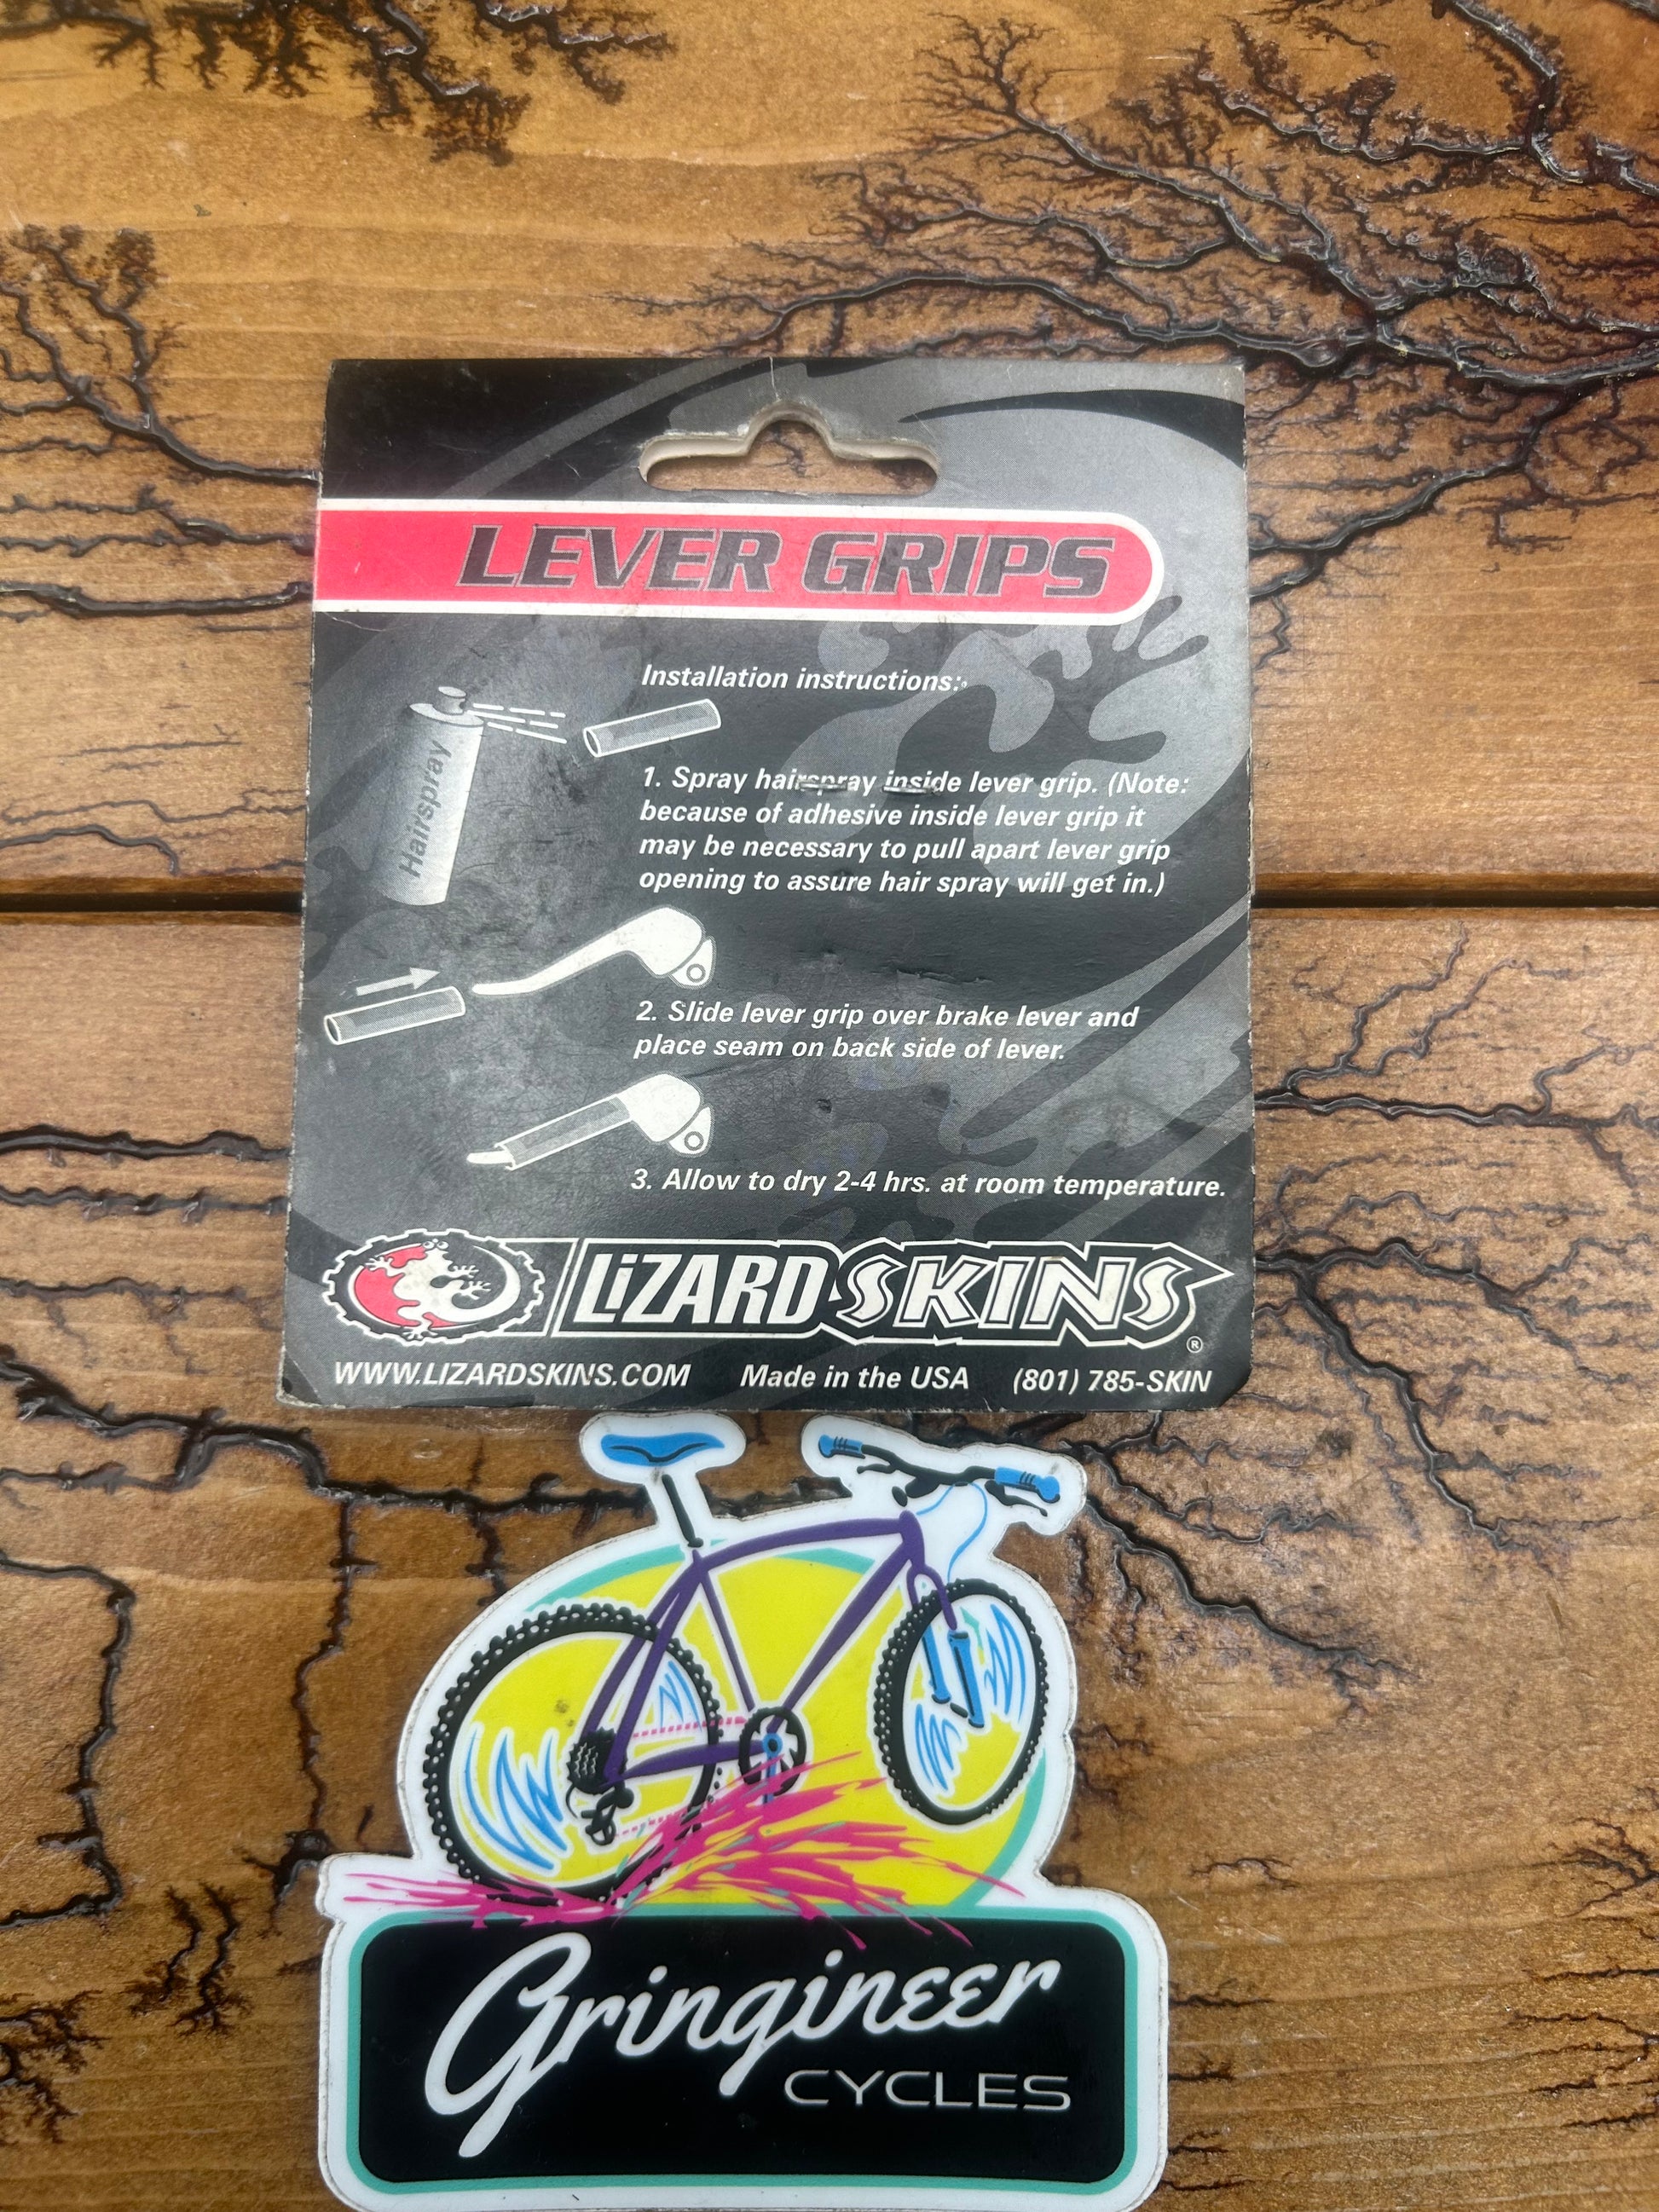 LEVER GRIPS
Installation instructions:
Hairspray
1. Spray hairspray inside lever grip. (Note:
because of adhesive inside lever grip it
may be necessary to pull apart lever grip
opening to assure hair spray will get in.)
2. Slide lever grip over brake lever and
place seam on back side of lever.
3. Allow to dry 2-4 hrs. at room temperature.
LiZARDSKINS®
WWW.LIZARDSKINS.COM Made in the USA (801) 785-SKIN
Gringineer
CYCLES